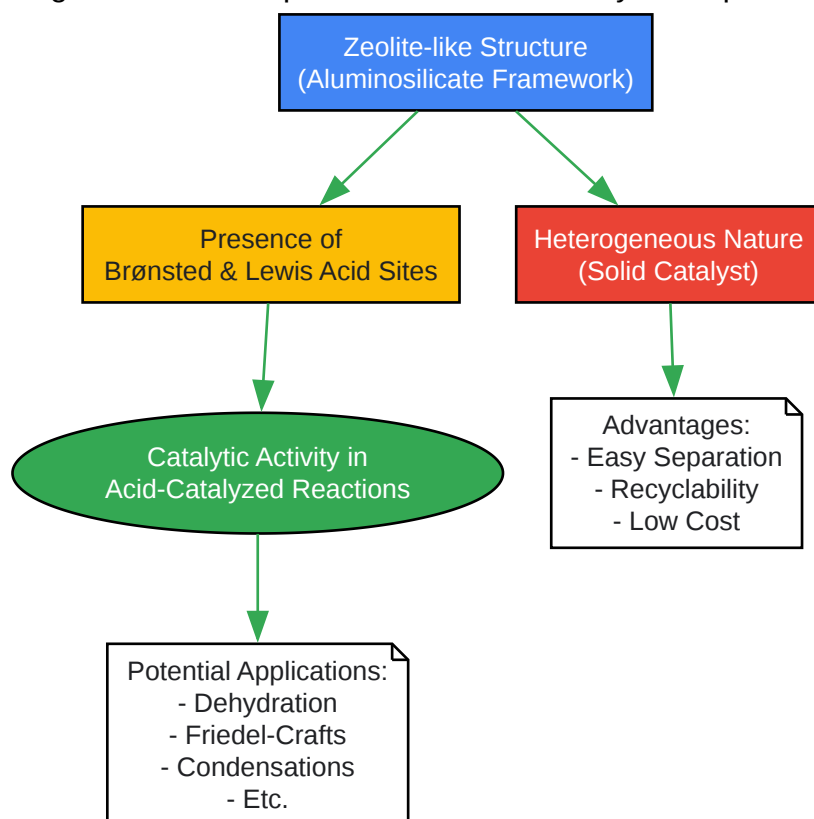 Zeolite-like Structure
(Aluminosilicate Framework)
Presence of
Brønsted & Lewis Acid Sites
Heterogeneous Nature
(Solid Catalyst)
Catalytic Activity in
Acid-Catalyzed Reactions
Advantages:
- Easy Separation
- Recyclability
- Low Cost
Potential Applications:
- Dehydration
- Friedel-Crafts
- Condensations
- Etc.